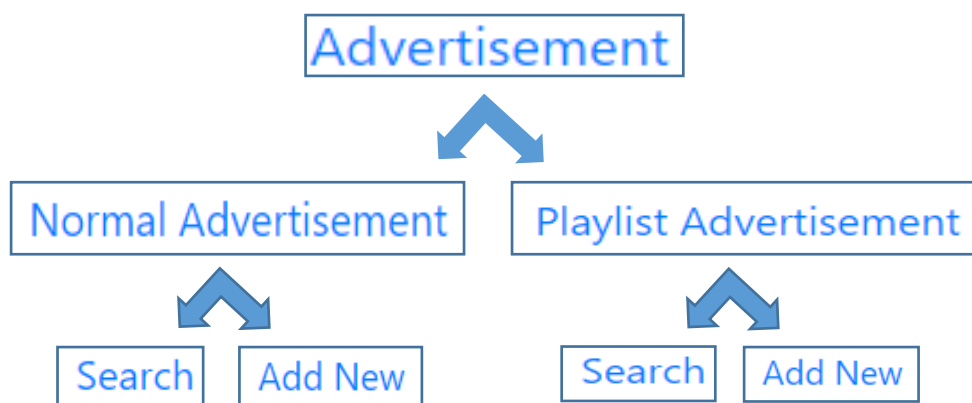 Advertisement
Normal Advertisement
Playlist Advertisement
Search
Add New
Search
Add New